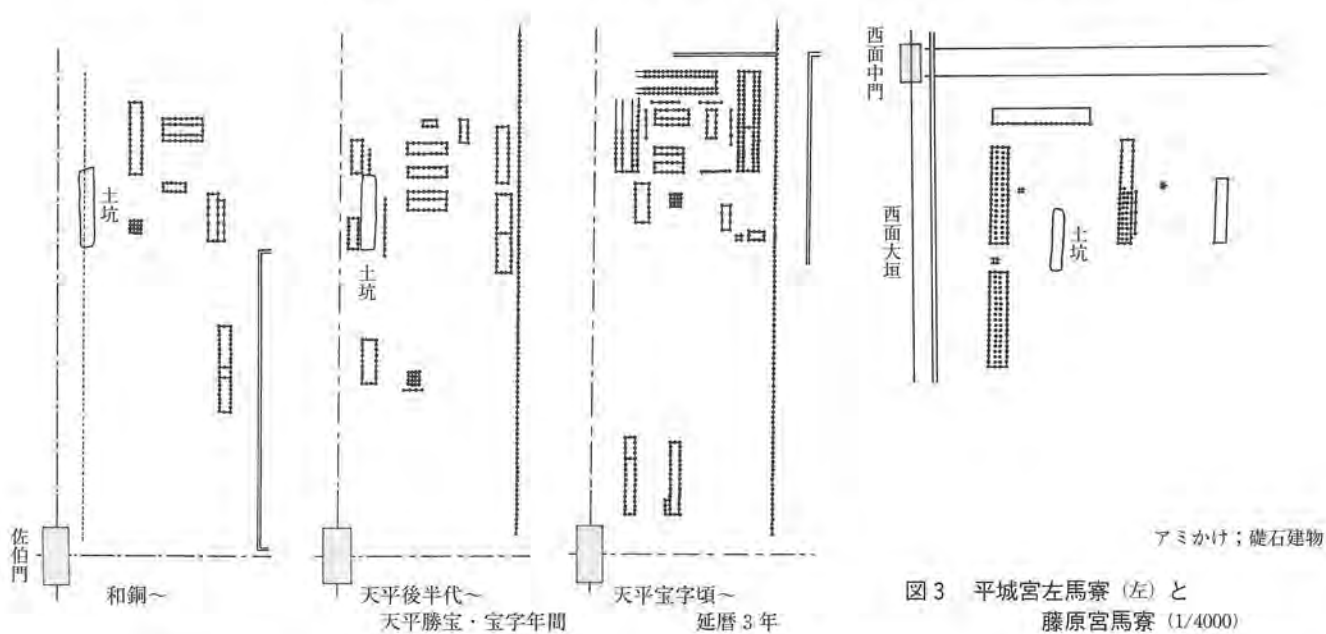 土坑
佐伯門
和銅～
土坑
天平後半代～
天平勝宝・宝字年間
天平宝字頃～
延暦3年
西面中門
西面大垣
土坑
アミかけ；礎石建物
図3 平城宮左馬寮（左）と
藤原宮馬寮（1/4000）